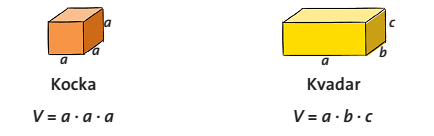 a
a
a
Kocka
V = a · a · a
c
b
a
Kvadar
V = a · b · c